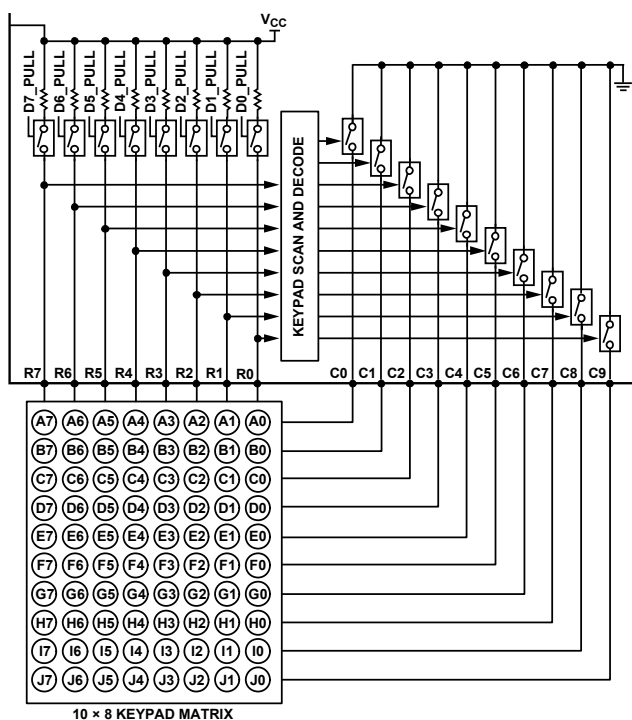 VCC
D7_PULL
D6_PULL
D5_PULL
D4_PULL
D3_PULL
D2_PULL
D1_PULL
D0_PULL
KEYPAD SCAN AND DECODE
R7 R6 R5 R4 R3 R2 R1 R0 C0 C1 C2 C3 C4 C5 C6 C7 C8 C9
A7 A6 A5 A4 A3 A2 A1 A0
B7 B6 B5 B4 B3 B2 B1 B0
C7 C6 C5 C4 C3 C2 C1 C0
D7 D6 D5 D4 D3 D2 D1 D0
E7 E6 E5 E4 E3 E2 E1 E0
F7 F6 F5 F4 F3 F2 F1 F0
G7 G6 G5 G4 G3 G2 G1 G0
H7 H6 H5 H4 H3 H2 H1 H0
I7 I6 I5 I4 I3 I2 I1 I0
J7 J6 J5 J4 J3 J2 J1 J0
10 × 8 KEYPAD MATRIX